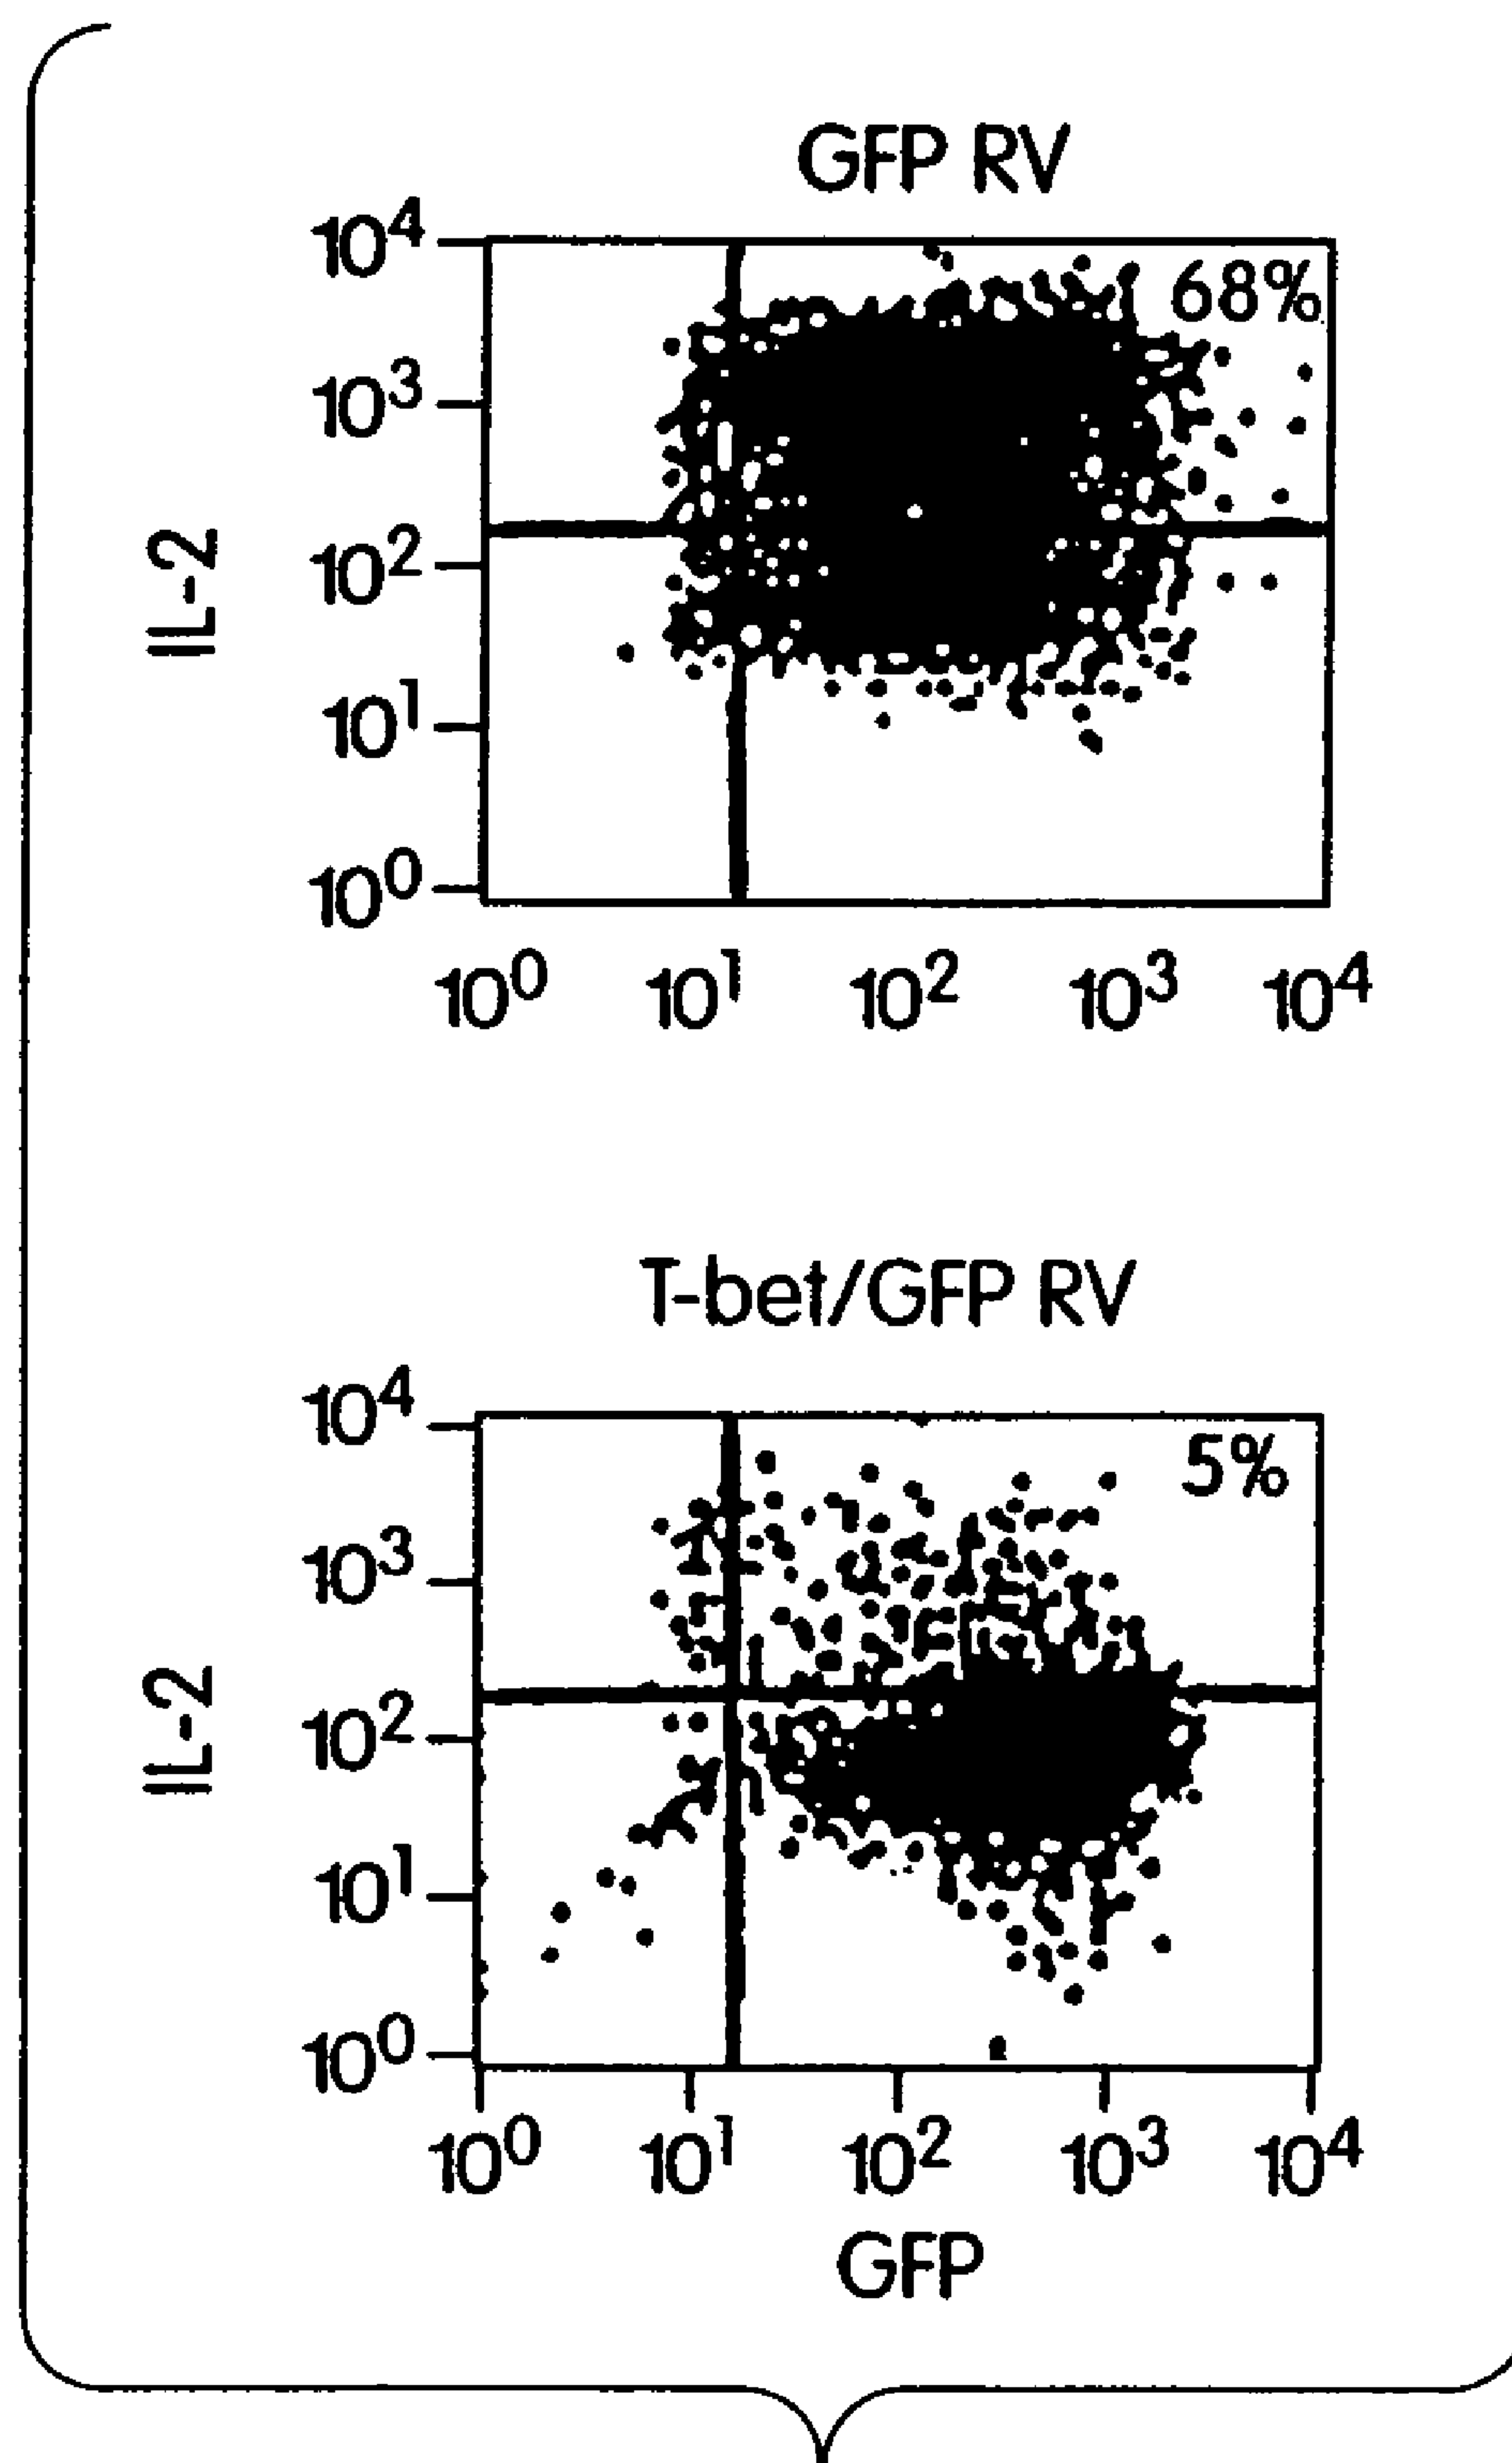 GFP RV
10⁴
68%
10³
10²
10¹
10⁰
IL-2
10⁰ 10¹ 10² 10³ 10⁴
T-bet/GFP RV
10⁴
5%
10³
10²
10¹
10⁰
IL-2
10⁰ 10¹ 10² 10³ 10⁴
GFP